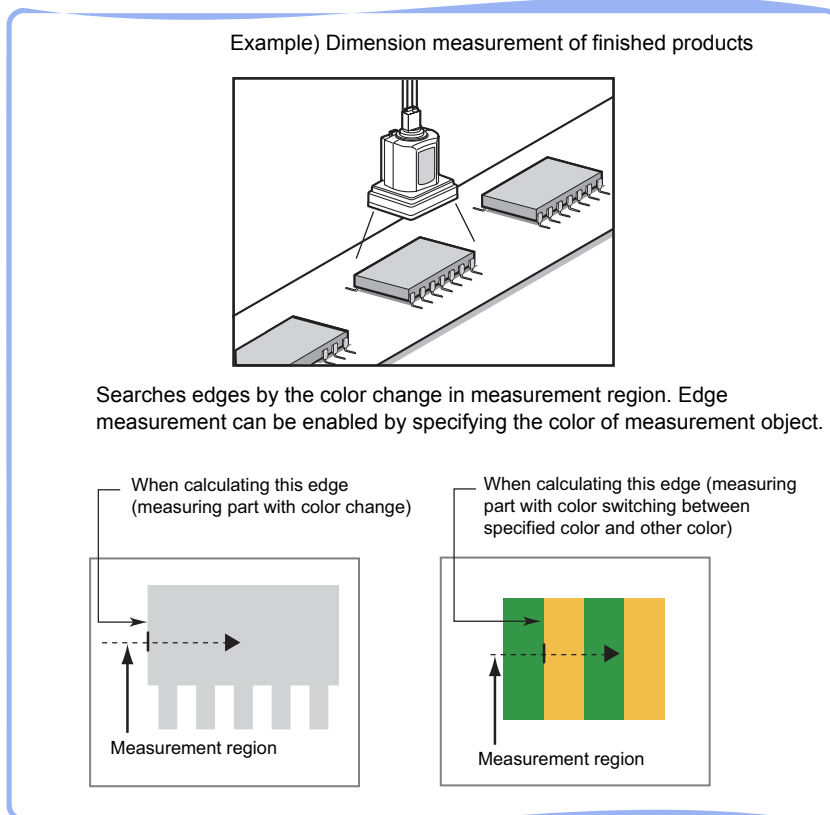 Example) Dimension measurement of finished products
Searches edges by the color change in measurement region. Edge
measurement can be enabled by specifying the color of measurement object.
When calculating this edge
(measuring part with color change)
Measurement region
When calculating this edge (measuring
part with color switching between
specified color and other color)
Measurement region